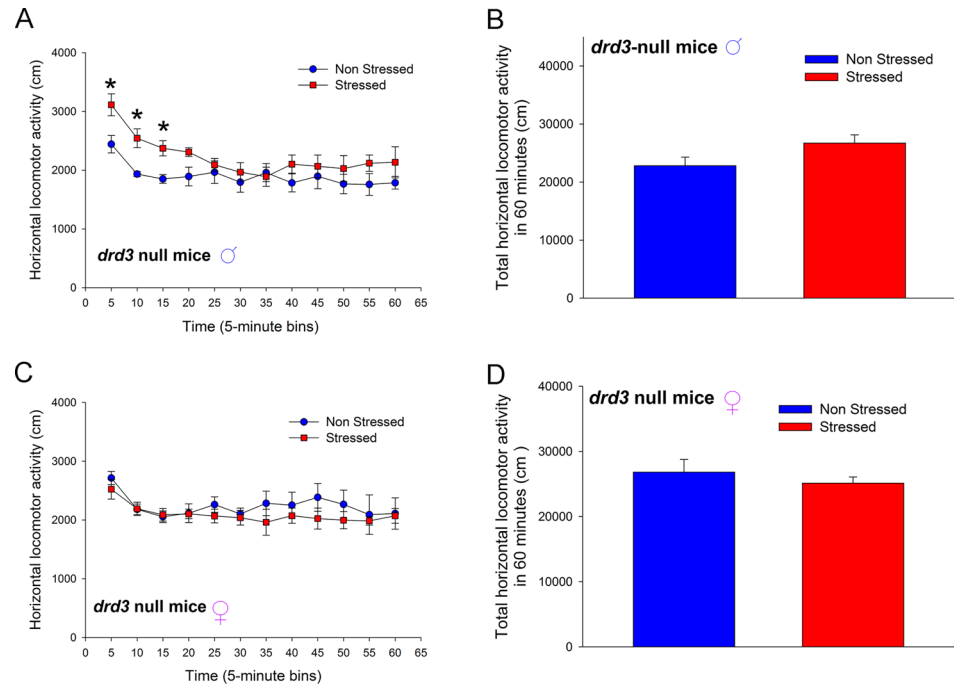 A
Horizontal locomotor activity (cm)
4000
3000
2000
1000
0
Non Stressed
Stressed
* * *
drd3 null mice ♂
0 5 10 15 20 25 30 35 40 45 50 55 60 65
Time (5-minute bins)
B
Total horizontal locomotor activity
in 60 minutes (cm)
40000
30000
20000
10000
0
drd3-null mice ♂
Non Stressed
Stressed
C
Horizontal locomotor activity (cm)
4000
3000
2000
1000
0
Non Stressed
Stressed
drd3 null mice ♀
0 5 10 15 20 25 30 35 40 45 50 55 60 65
Time (5-minute bins)
D
Total horizontal locomotor activity
in 60 minutes (cm )
40000
30000
20000
10000
0
drd3 null mice ♀
Non Stressed
Stressed